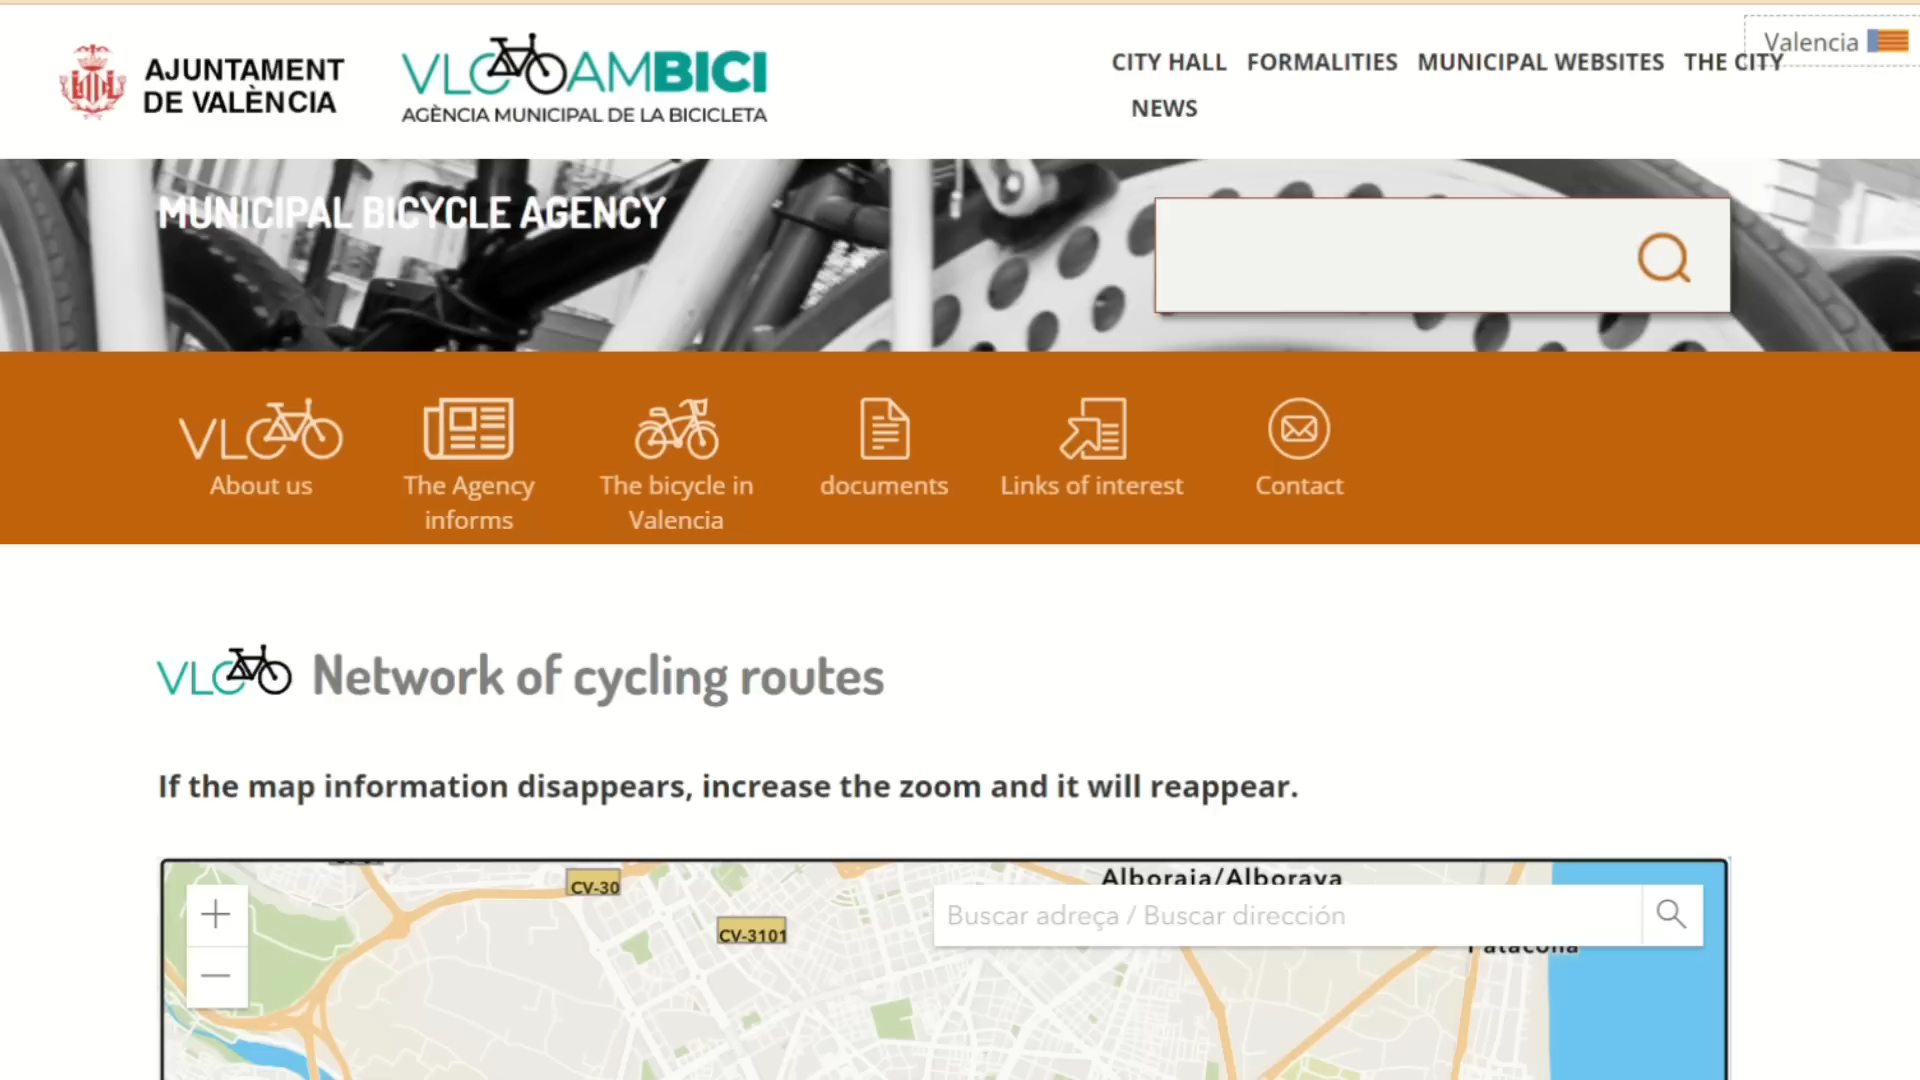 Valencia
AJUNTAMENT
DE VALÈNCIA
VLCAMBICI
AGÈNCIA MUNICIPAL DE LA BICICLETA
CITY HALL FORMALITIES MUNICIPAL WEBSITES THE CITY
NEWS
MUNICIPAL BICYCLE AGENCY
VLC
About us
The Agency
informs
The bicycle in
Valencia
documents
Links of interest
Contact
VLC Network of cycling routes
If the map information disappears, increase the zoom and it will reappear.
CV-30
CV-3101
Alboraia/Alboraya
Buscar adreça / Buscar dirección
Patacona